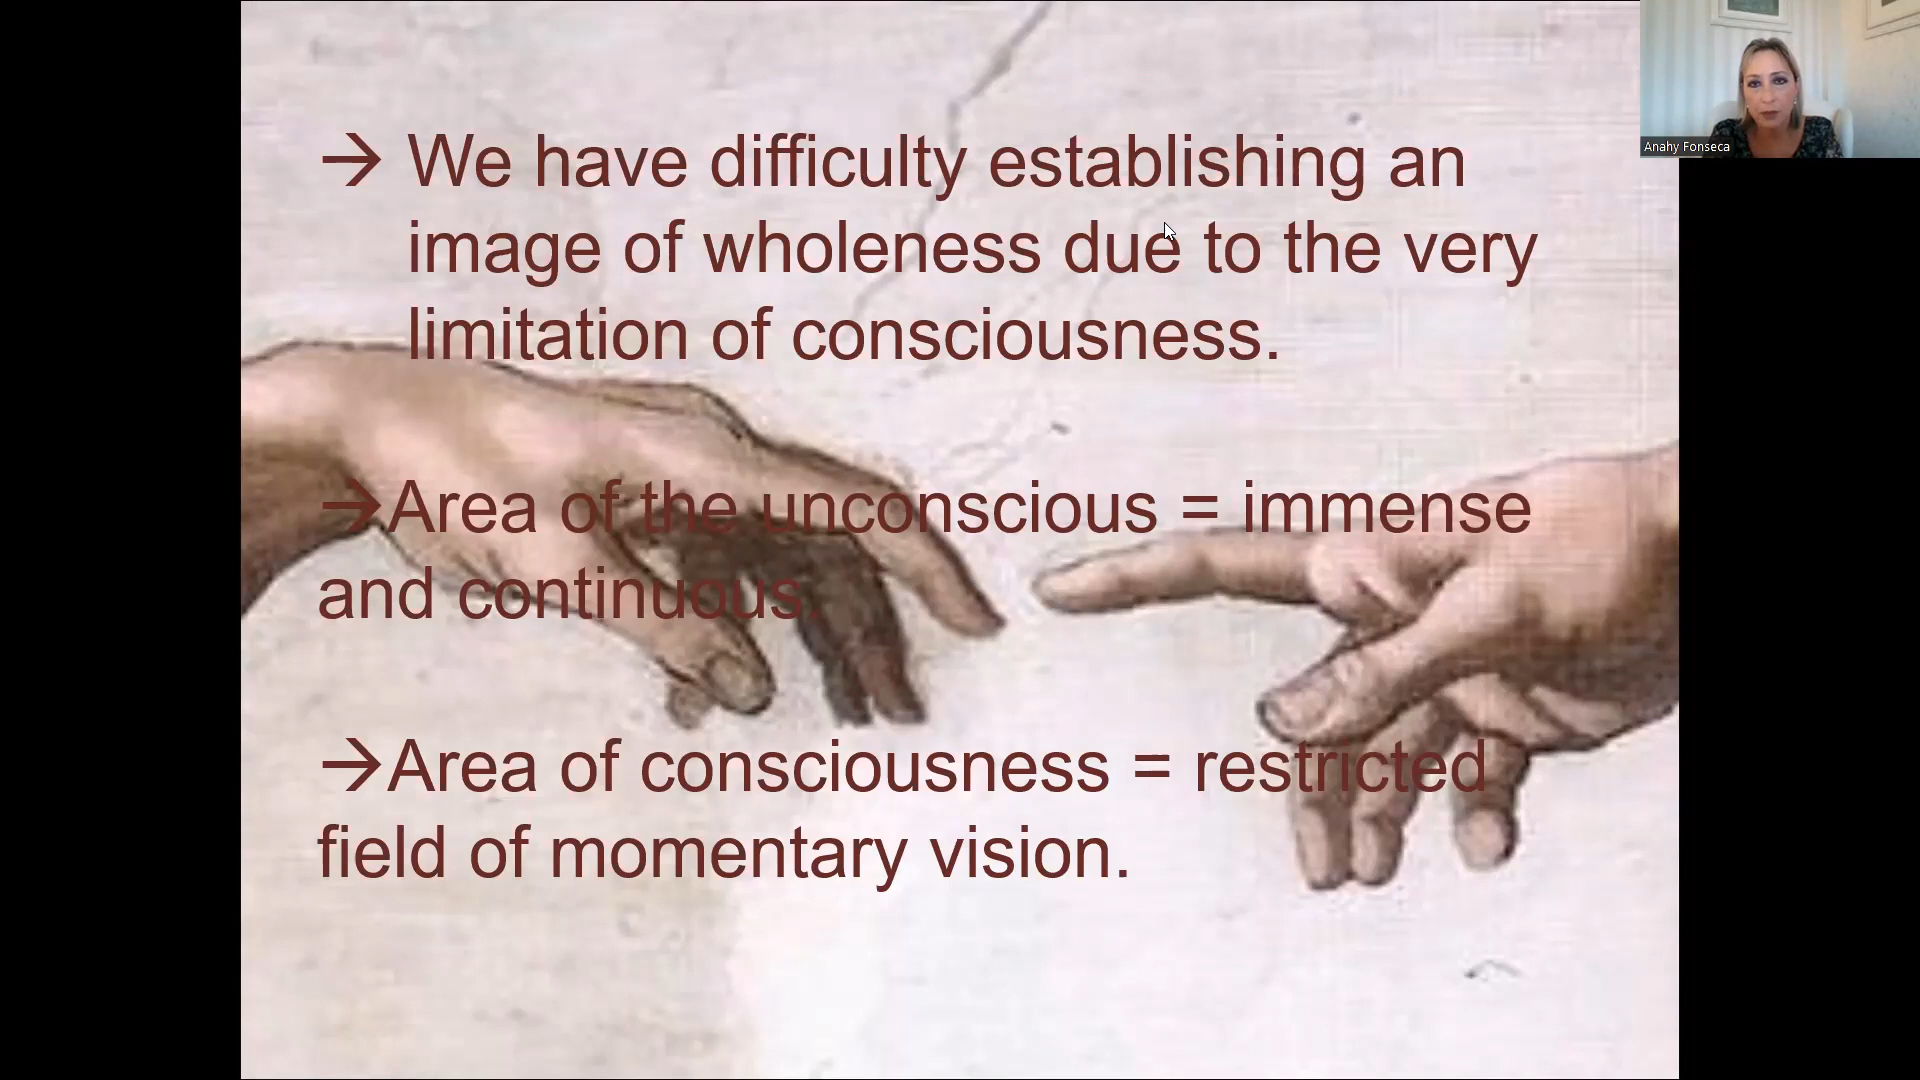 → We have difficulty establishing an
image of wholeness due to the very
limitation of consciousness.
→Area of the unconscious = immense
and continuous.
→Area of consciousness = restricted
field of momentary vision.
Anahy Fonseca